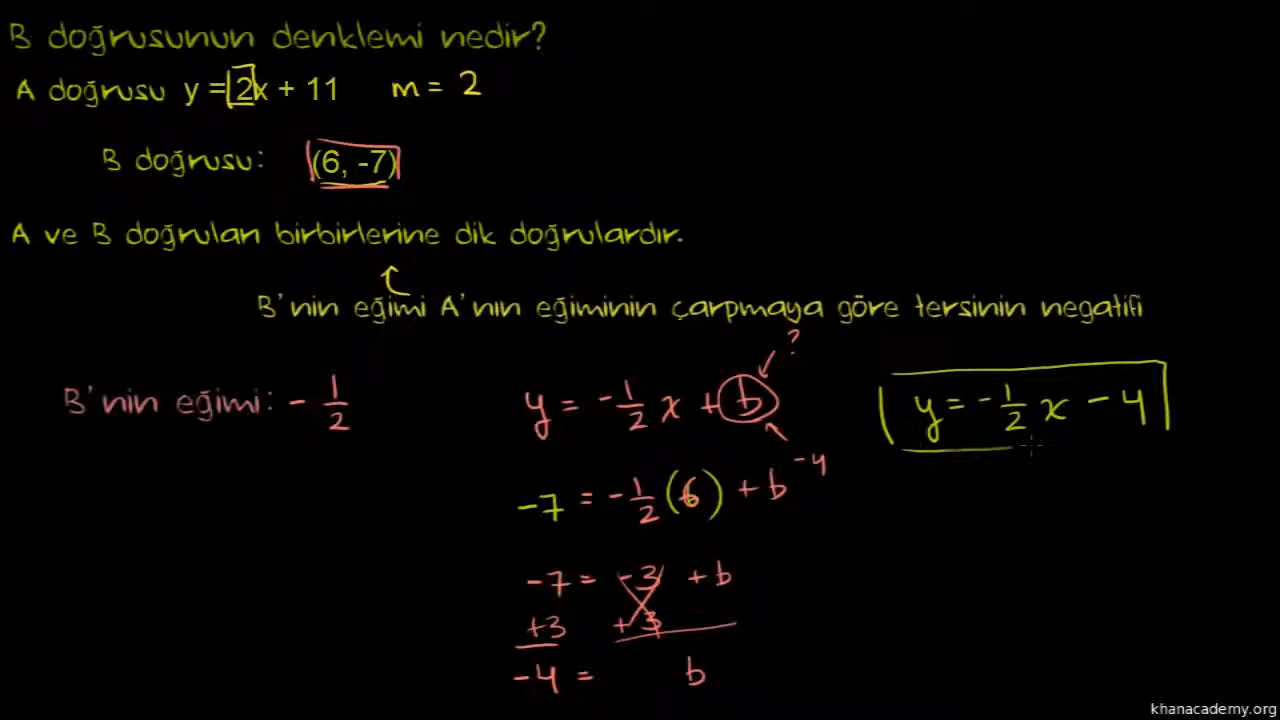 B doğrusunun denklemi nedir?
A doğrusu y = 2x + 11 m = 2
B doğrusu: (6, -7)
A ve B doğruları birbirlerine dik doğrulardır.
B'nin eğimi A'nın eğiminin çarpmaya göre tersinin negatifi
?
B'nin eğimi: - 1/2 y = -1/2 x + b y = -1/2 x - 4
-4
-7 = -1/2 (6) + b
-7 = -3 + b
+3 +3
-4 = b
khanacademy.org